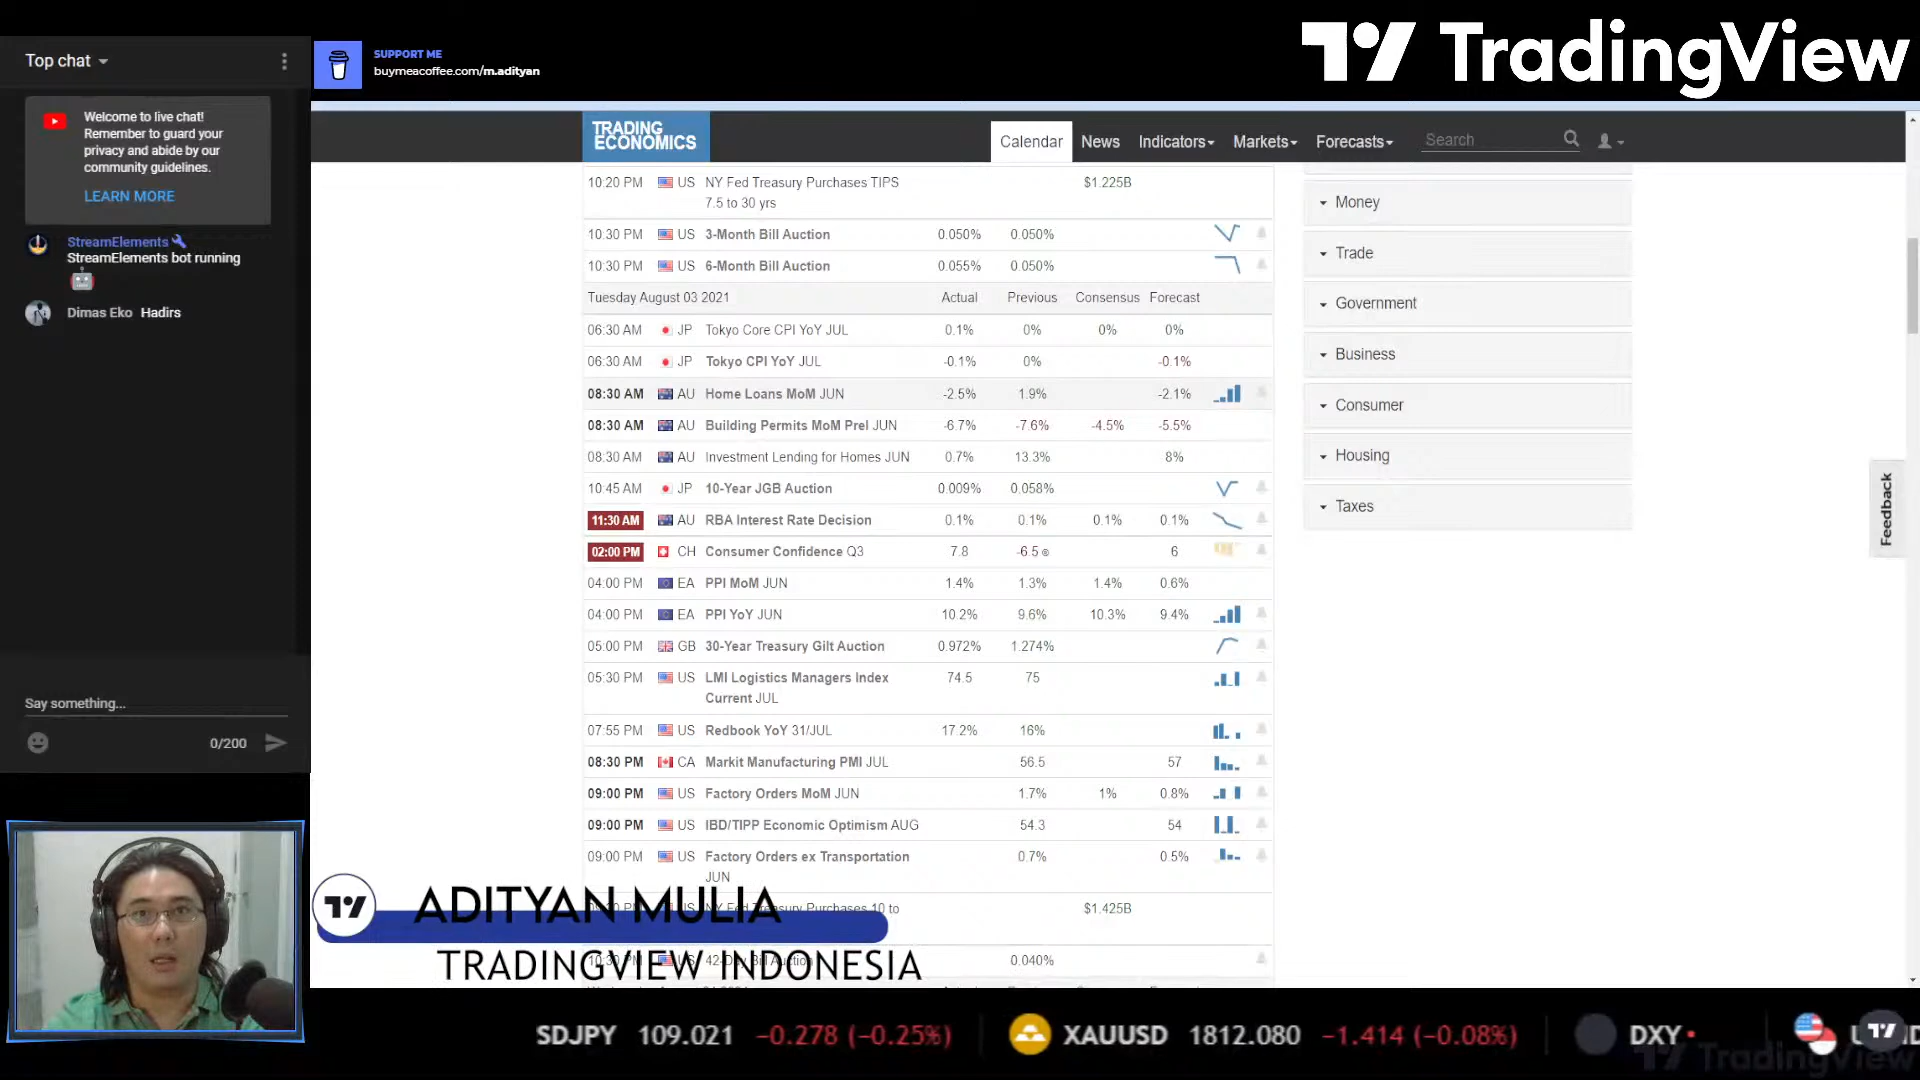 TradingView
SUPPORT ME
buymeacoffee.com/m.adityan
Top chat
Welcome to live chat!
Remember to guard your
privacy and abide by our
community guidelines.
LEARN MORE
StreamElements
StreamElements bot running
Dimas Eko Hadirs
Say something...
0/200
TRADING
ECONOMICS
Calendar News Indicators Markets Forecasts Search
10:20 PM US NY Fed Treasury Purchases TIPS $1.225B
7.5 to 30 yrs
10:30 PM US 3-Month Bill Auction 0.050% 0.050%
10:30 PM US 6-Month Bill Auction 0.055% 0.050%
Tuesday August 03 2021 Actual Previous Consensus Forecast
06:30 AM JP Tokyo Core CPI YoY JUL 0.1% 0% 0% 0%
06:30 AM JP Tokyo CPI YoY JUL -0.1% 0% -0.1%
08:30 AM AU Home Loans MoM JUN -2.5% 1.9% -2.1%
08:30 AM AU Building Permits MoM Prel JUN -6.7% -7.6% -4.5% -5.5%
08:30 AM AU Investment Lending for Homes JUN 0.7% 13.3% 8%
10:45 AM JP 10-Year JGB Auction 0.009% 0.058%
11:30 AM AU RBA Interest Rate Decision 0.1% 0.1% 0.1% 0.1%
02:00 PM CH Consumer Confidence Q3 7.8 -6.5 ® 6
04:00 PM EA PPI MoM JUN 1.4% 1.3% 1.4% 0.6%
04:00 PM EA PPI YoY JUN 10.2% 9.6% 10.3% 9.4%
05:00 PM GB 30-Year Treasury Gilt Auction 0.972% 1.274%
05:30 PM US LMI Logistics Managers Index 74.5 75
Current JUL
07:55 PM US Redbook YoY 31/JUL 17.2% 16%
08:30 PM CA Markit Manufacturing PMI JUL 56.5 57
09:00 PM US Factory Orders MoM JUN 1.7% 1% 0.8%
09:00 PM US IBD/TIPP Economic Optimism AUG 54.3 54
09:00 PM US Factory Orders ex Transportation 0.7% 0.5%
JUN
NY Fed Treasury Purchases 10 to $1.425B
10:30 PM US 42-Day Bill Auction 0.040%
Money
Trade
Government
Business
Consumer
Housing
Taxes
Feedback
ADITYAN MULIA
TRADINGVIEW INDONESIA
SDJPY 109.021 −0.278 (−0.25%) XAUUSD 1812.080 −1.414 (−0.08%) DXY
TradingView